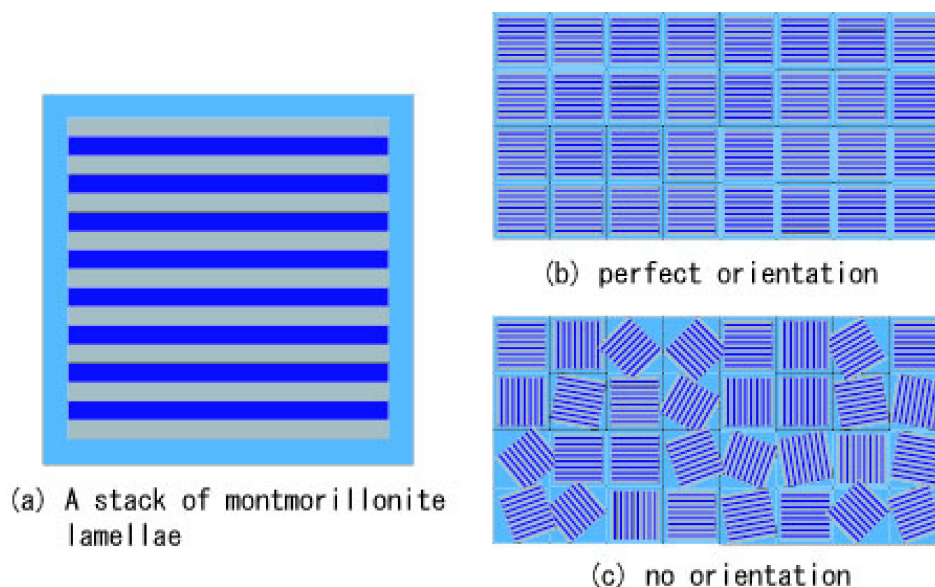 (a) A stack of montmorillonite
lamellae
(b) perfect orientation
(c) no orientation